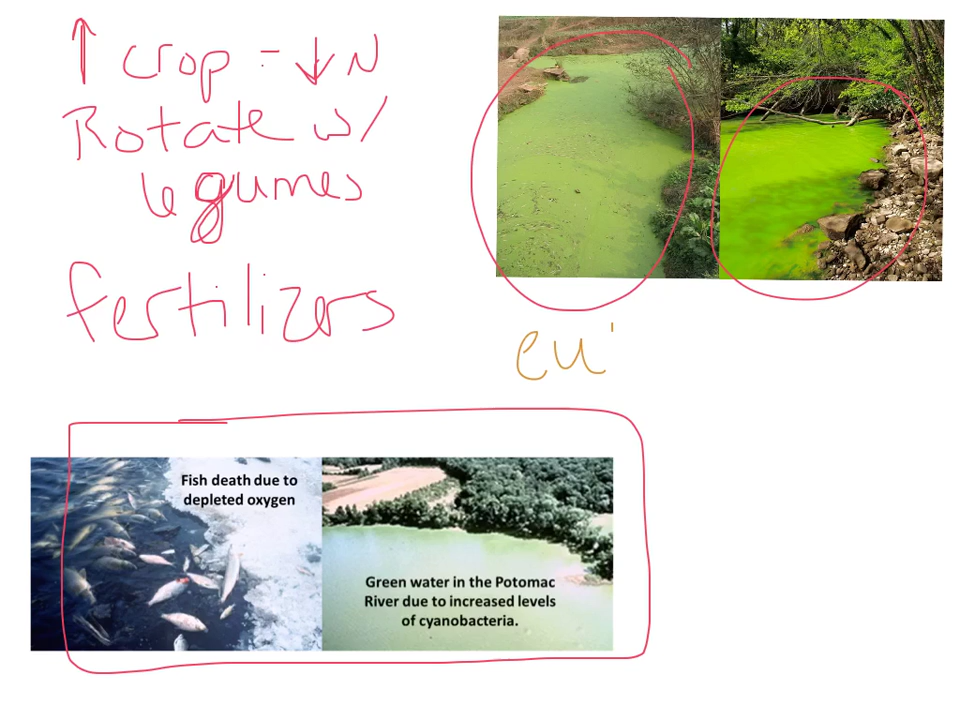 ↑ crop = ↓ N
Rotate w/
legumes
fertilizers
eu
Fish death due to
depleted oxygen
Green water in the Potomac
River due to increased levels
of cyanobacteria.